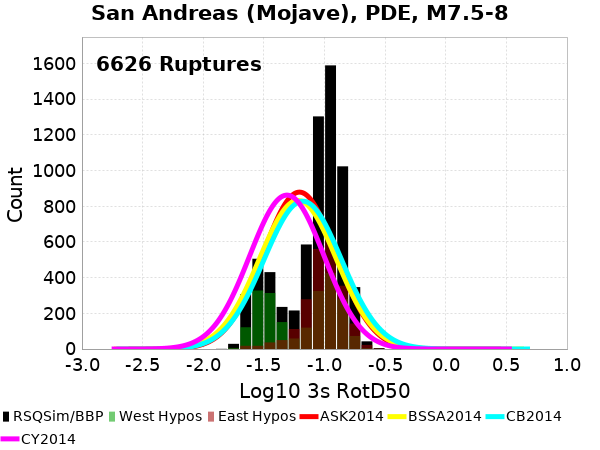 San Andreas (Mojave), PDE, M7.5-8
6626 Ruptures
Count
1600
1400
1200
1000
800
600
400
200
0
-3.0 -2.5 -2.0 -1.5 -1.0 -0.5 0.0 0.5 1.0
Log10 3s RotD50
RSQSim/BBP West Hypos East Hypos ASK2014 BSSA2014 CB2014
CY2014